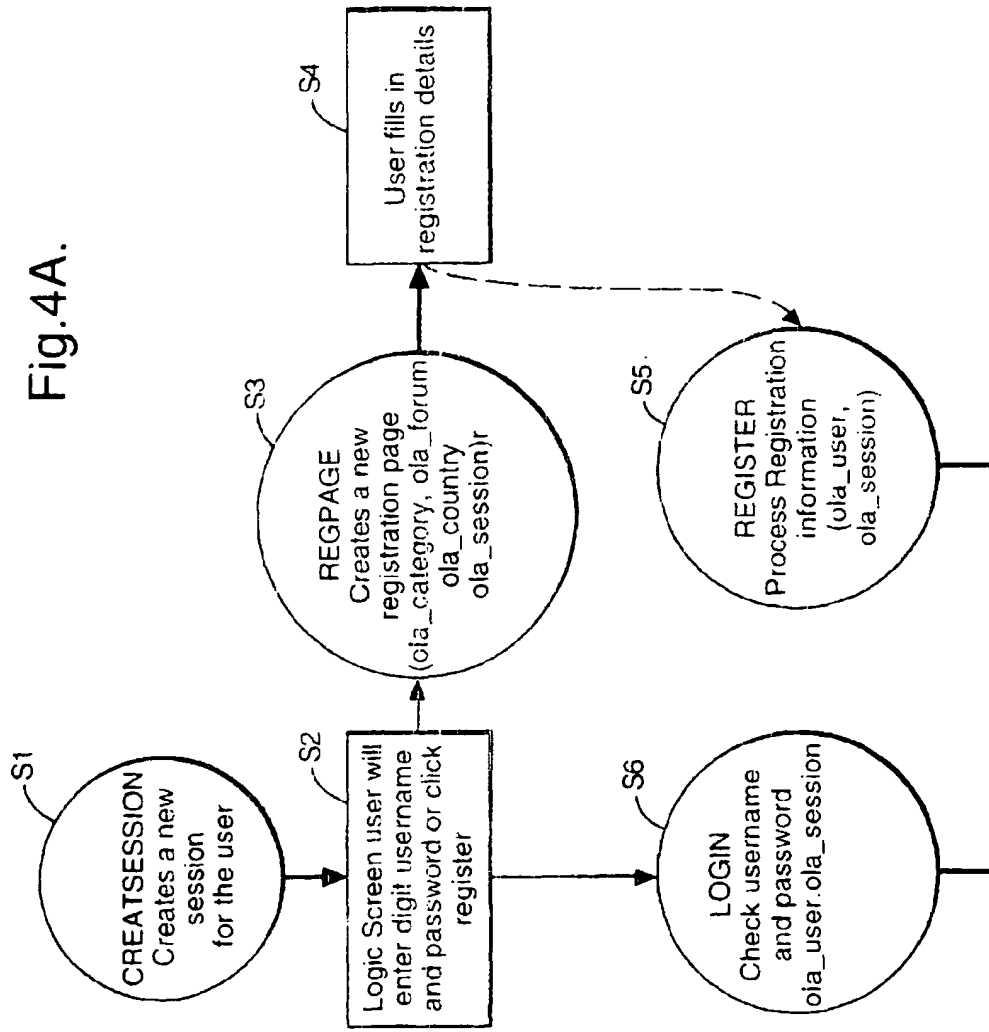 Fig.4A.
S1
CREATSESSION
Creates a new
session
for the user
S2
Logic Screen user will
enter digit username
and password or click
register
S3
REGPAGE
Creates a new
registration page
(ola_category, ola_forum
ola_country
ola_session)r
S4
User fills in
registration details
S5
REGISTER
Process Registration
information
(ola_user,
ola_session)
S6
LOGIN
Check username
and password
ola_user.ola_session